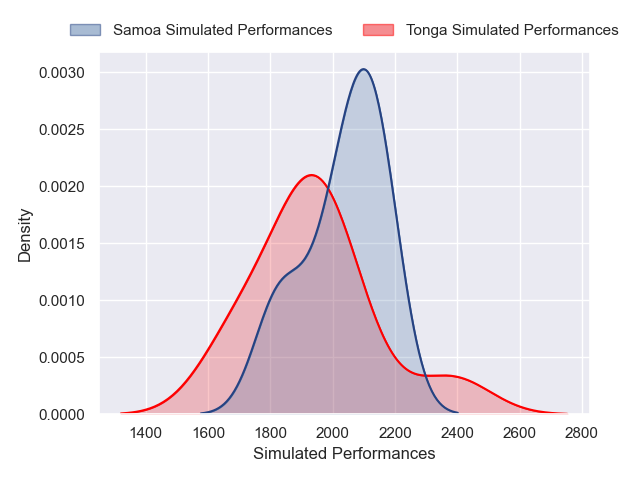 Samoa Simulated Performances Tonga Simulated Performances
0.0030
0.0025
0.0020
0.0015
0.0010
0.0005
0.0000
Density
1400 1600 1800 2000 2200 2400 2600 2800
Simulated Performances